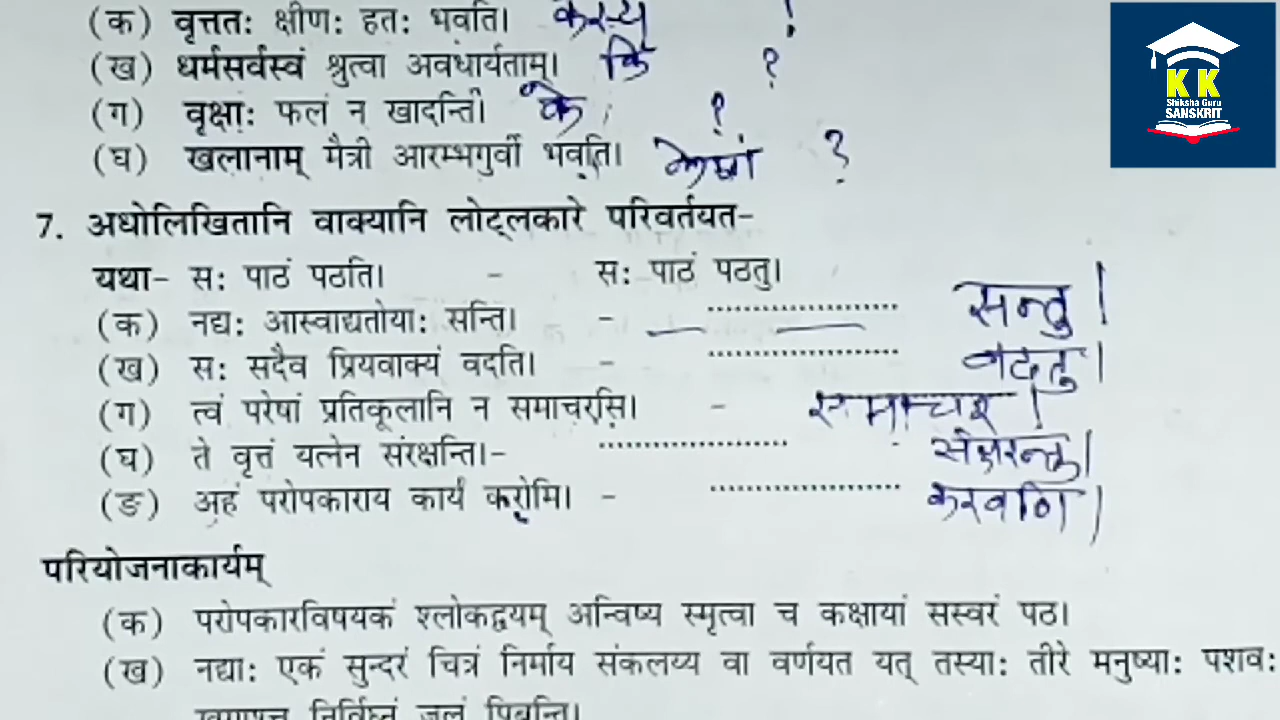 (क) वृत्ततः क्षीणः हतः भवति। कस्य ?
(ख) धर्मसर्वस्वं श्रुत्वा अवधार्यताम्। किं ?
(ग) वृक्षाः फलं न खादन्ति। के ?
(घ) खलानाम् मैत्री आरम्भगुर्वी भवति। केषां ?
7. अधोलिखितानि वाक्यानि लोट्लकारे परिवर्तयत-
यथा- सः पाठं पठति। - सः पाठं पठतु।
(क) नद्यः आस्वाद्यतोयाः सन्ति। - .................... सन्तु।
(ख) सः सदैव प्रियवाक्यं वदति। - .................... वदतु।
(ग) त्वं परेषां प्रतिकूलानि न समाचरसि। - समाचर।
(घ) ते वृत्तं यत्नेन संरक्षन्ति।- ....................
(ङ) अहं परोपकाराय कार्यं करोमि। - .................... करवाणि।
परियोजनाकार्यम्
(क) परोपकारविषयकं श्लोकद्वयम् अन्विष्य स्मृत्वा च कक्षायां सस्वरं पठ।
(ख) नद्याः एकं सुन्दरं चित्रं निर्माय संकलय्य वा वर्णयत यत् तस्याः तीरे मनुष्याः पशवः
निर्विघ्नं जलं पिबन्ति।
K K
Shiksha Guru
SANSKRIT